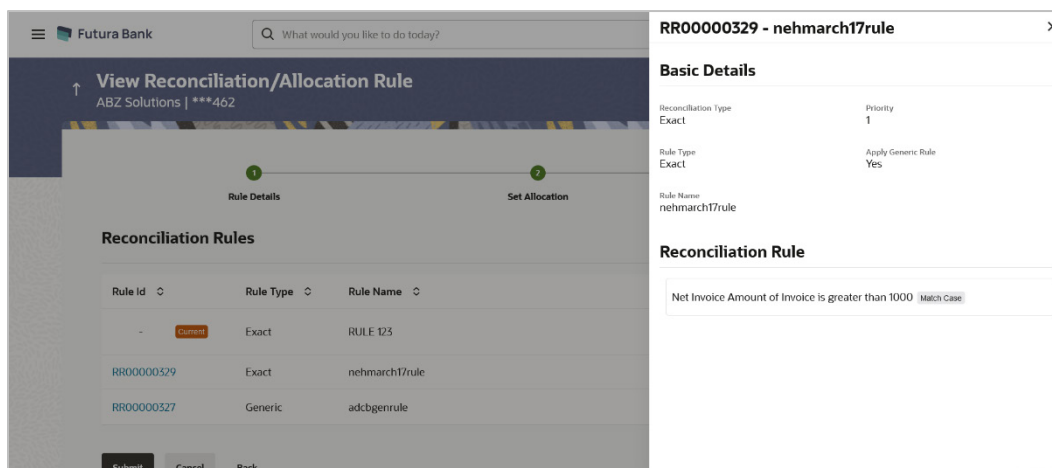 Futura Bank
What would you like to do today?
View Reconciliation/Allocation Rule
ABZ Solutions | ***462
1
2
Rule Details
Set Allocation
Reconciliation Rules
Rule Id
Rule Type
Rule Name
-
Current
Exact
RULE 123
RR00000329
Exact
nehmarch17rule
RR00000327
Generic
adcbgenrule
Submit
Cancel
Back
RR00000329 - nehmarch17rule
Basic Details
Reconciliation Type
Priority
Exact
1
Rule Type
Apply Generic Rule
Exact
Yes
Rule Name
nehmarch17rule
Reconciliation Rule
Net Invoice Amount of Invoice is greater than 1000 Match Case